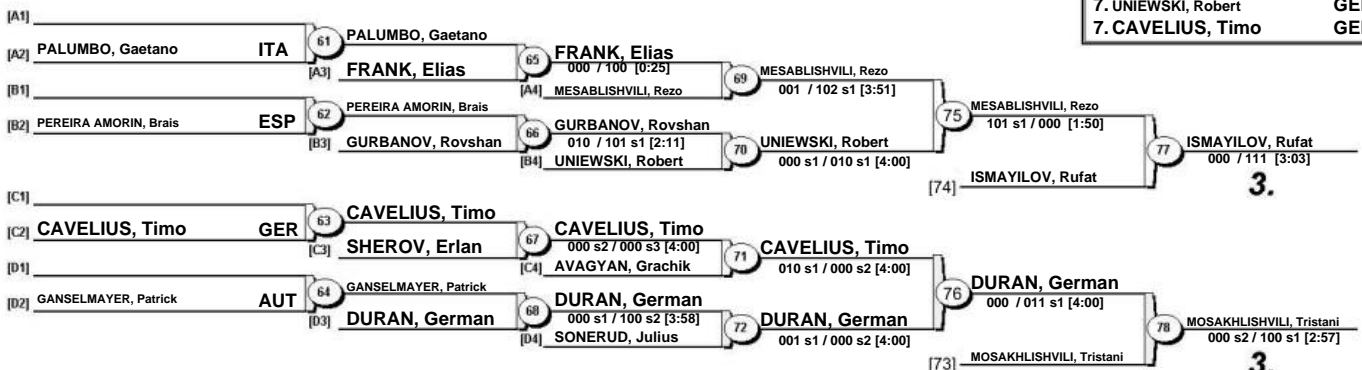 7. UNIEWSKI, Robert
7. CAVELIUS, Timo
[A1]
[A2] PALUMBO, Gaetano ITA
61 PALUMBO, Gaetano
[A3] FRANK, Elias
65 FRANK, Elias
000 / 100 [0:25]
[A4] MESABLISHVILI, Rezo
69 MESABLISHVILI, Rezo
001 / 102 s1 [3:51]
[B1]
[B2] PEREIRA AMORIN, Brais ESP
62 PEREIRA AMORIN, Brais
[B3] GURBANOV, Rovshan
66 GURBANOV, Rovshan
010 / 101 s1 [2:11]
[B4] UNIEWSKI, Robert
70 UNIEWSKI, Robert
000 s1 / 010 s1 [4:00]
75 MESABLISHVILI, Rezo
101 s1 / 000 [1:50]
[74] ISMAYILOV, Rufat
77 ISMAYILOV, Rufat
000 / 111 [3:03]
3.
[C1]
[C2] CAVELIUS, Timo GER
63 CAVELIUS, Timo
[C3] SHEROV, Erlan
67 CAVELIUS, Timo
000 s2 / 000 s3 [4:00]
[C4] AVAGYAN, Grachik
71 CAVELIUS, Timo
010 s1 / 000 s2 [4:00]
[D1]
[D2] GANSELMAYER, Patrick AUT
64 GANSELMAYER, Patrick
[D3] DURAN, German
68 DURAN, German
000 s1 / 100 s2 [3:58]
[D4] SONERUD, Julius
72 DURAN, German
001 s1 / 000 s2 [4:00]
76 DURAN, German
000 / 011 s1 [4:00]
[73] MOSAKHLISHVILI, Tristani
78 MOSAKHLISHVILI, Tristani
000 s2 / 100 s1 [2:57]
3.